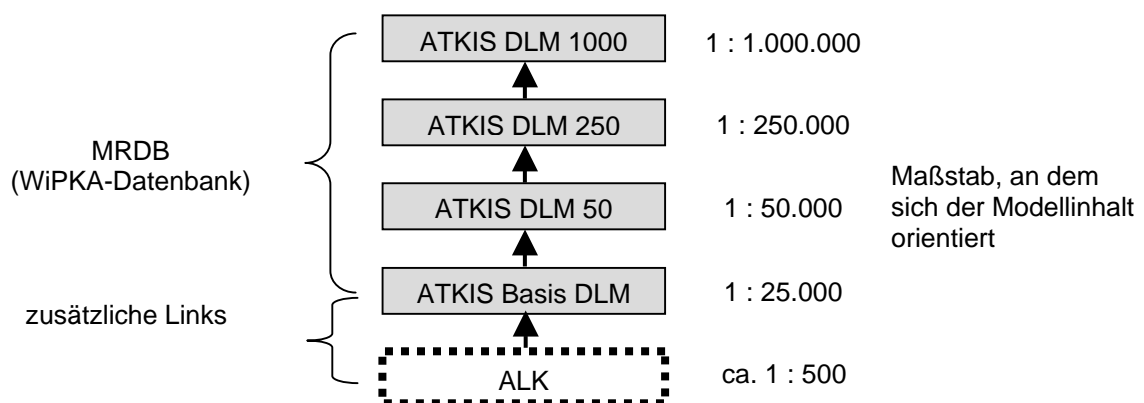 ATKIS DLM 1000
1 : 1.000.000
ATKIS DLM 250
1 : 250.000
MRDB
(WiPKA-Datenbank)
ATKIS DLM 50
1 : 50.000
Maßstab, an dem
sich der Modellinhalt
orientiert
ATKIS Basis DLM
1 : 25.000
zusätzliche Links
ALK
ca. 1 : 500